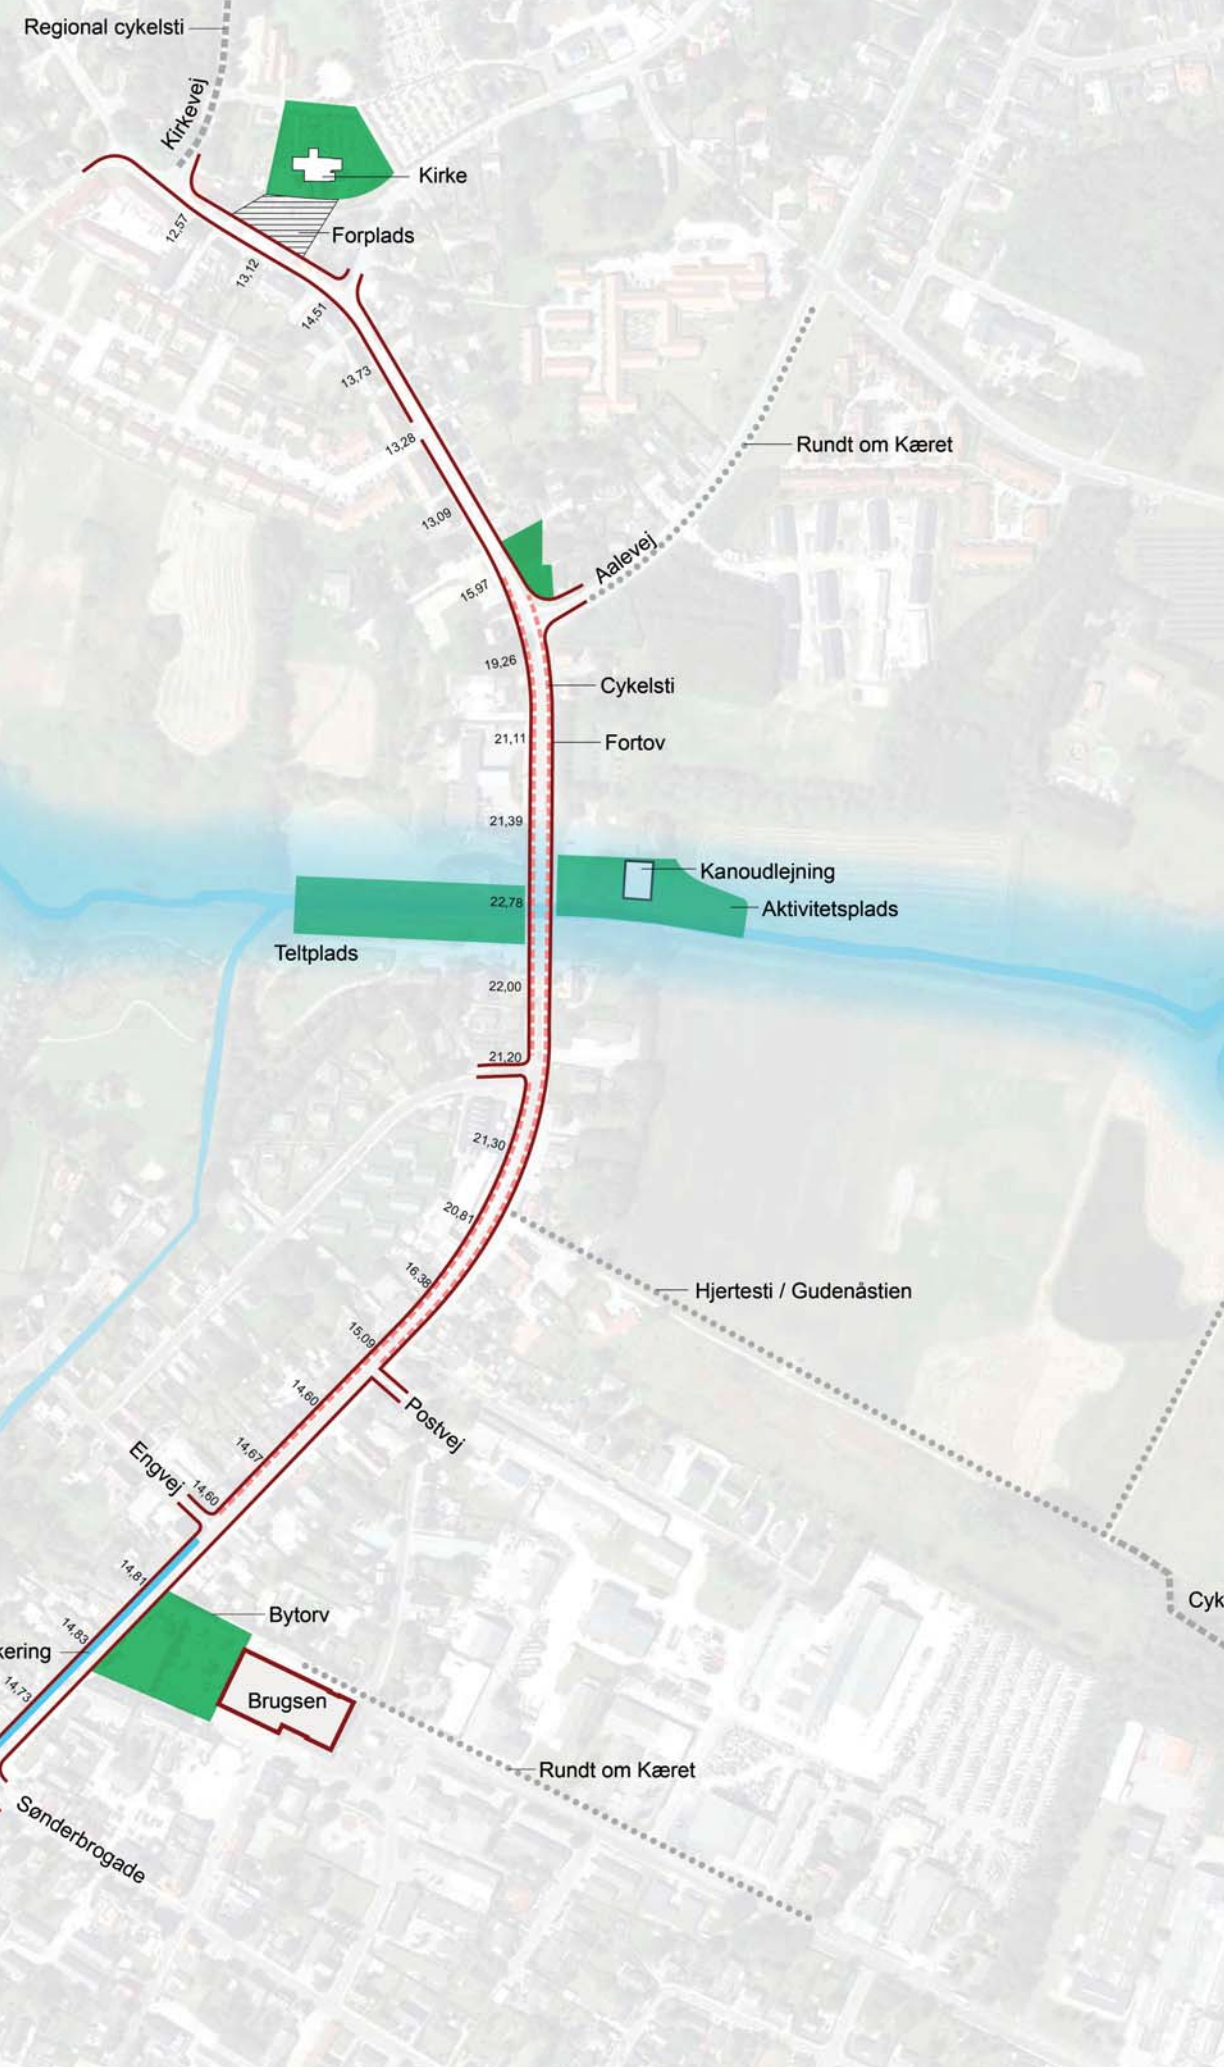 Regional cykelsti
Kirkevej
Kirke
Forplads
12,57
13,12
14,51
13,73
13,28
Rundt om Kæret
13,09
Aalevej
15,97
19,26
Cykelsti
21,11
Fortov
21,39
Kanoudlejning
22,78
Aktivitetsplads
Teltplads
22,00
21,20
21,30
20,81
16,38
Hjertesti / Gudenåstien
15,09
14,60
Postvej
14,67
Engvej
14,60
14,81
Cyk
Bytorv
14,83
kering
14,73
Brugsen
Rundt om Kæret
Sønderbrogade